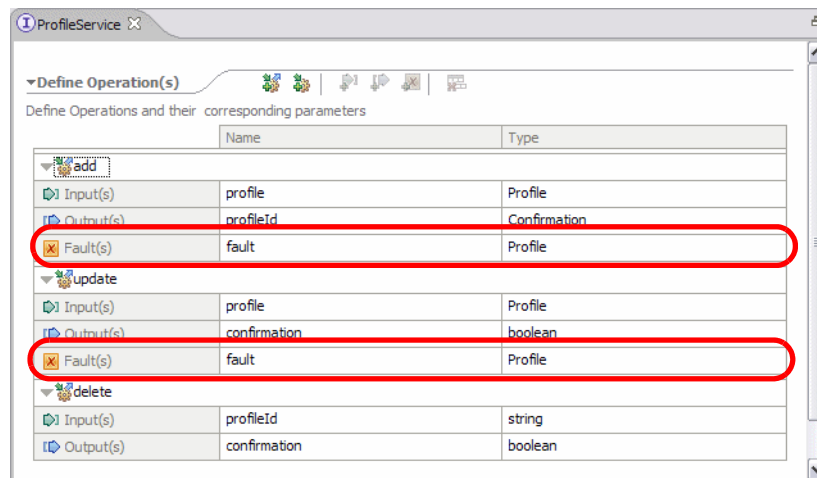 ProfileService
Define Operation(s)
Define Operations and their corresponding parameters
Name Type
add
Input(s) profile Profile
Output(s) profileId Confirmation
Fault(s) fault Profile
update
Input(s) profile Profile
Output(s) confirmation boolean
Fault(s) fault Profile
delete
Input(s) profileId string
Output(s) confirmation boolean